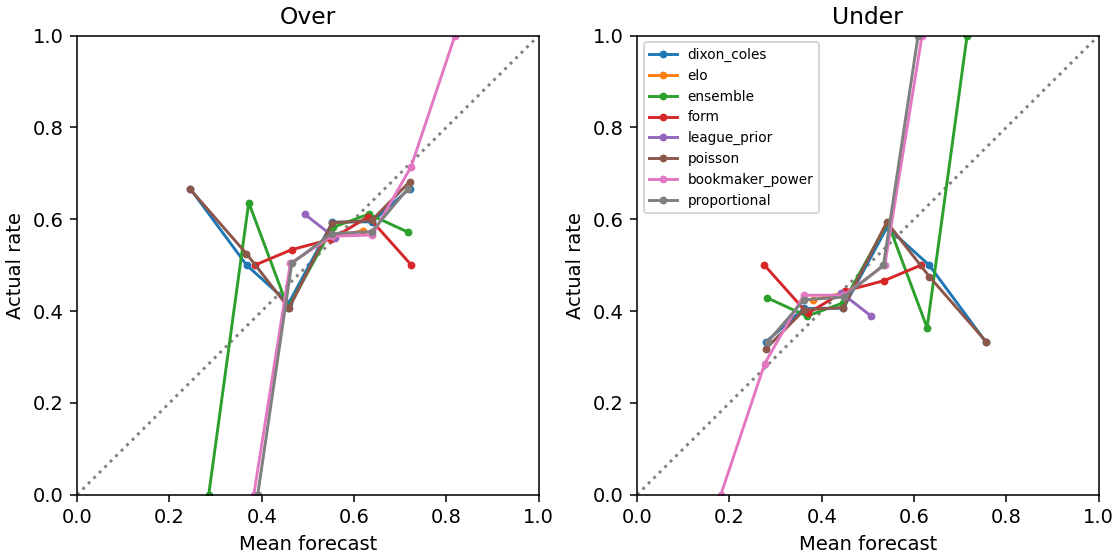 Over
Under
1.0
0.8
0.6
0.4
0.2
0.0
Actual rate
0.0 0.2 0.4 0.6 0.8 1.0
Mean forecast
1.0
0.8
0.6
0.4
0.2
0.0
Actual rate
dixon_coles
elo
ensemble
form
league_prior
poisson
bookmaker_power
proportional
0.0 0.2 0.4 0.6 0.8 1.0
Mean forecast